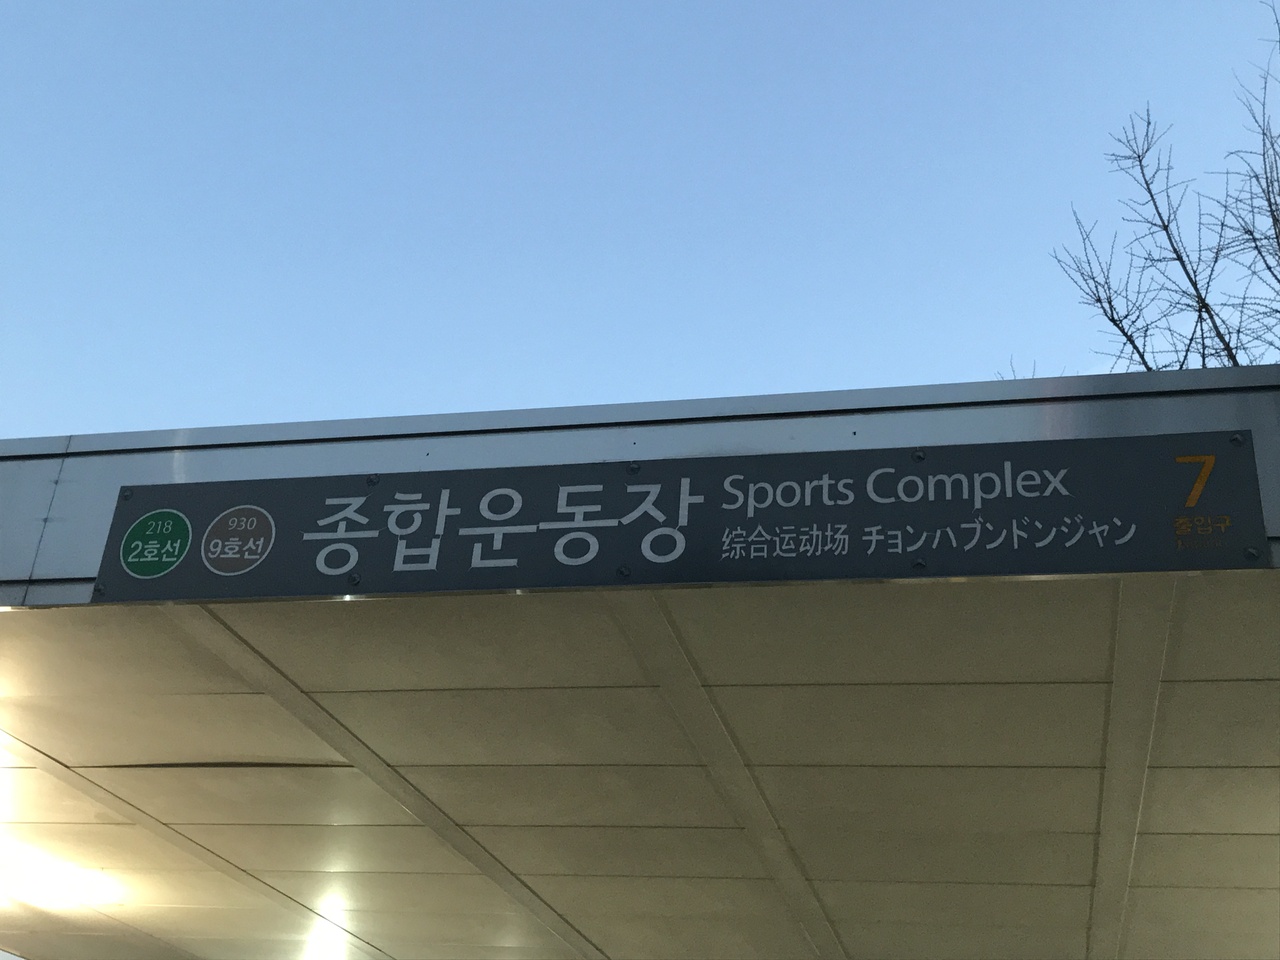 218
2호선
930
9호선
종합운동장
Sports Complex
综合运动场 チョンハブンドンジャン
7
출입구